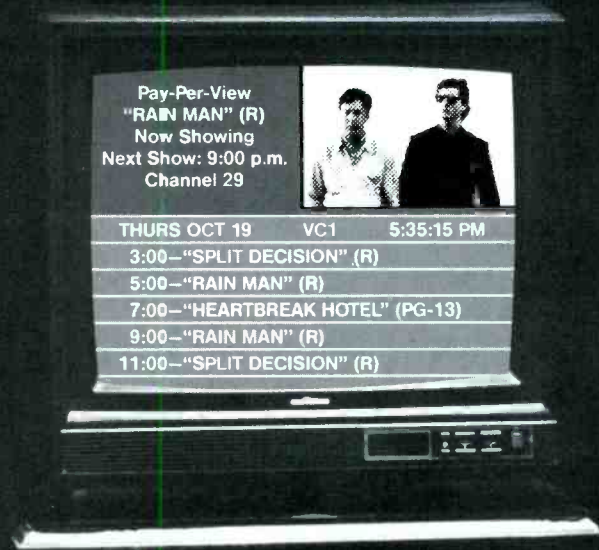 Pay-Per-View
"RAIN MAN" (R)
Now Showing
Next Show: 9:00 p.m.
Channel 29
THURS OCT 19 VC1 5:35:15 PM
3:00—"SPLIT DECISION" (R)
5:00—"RAIN MAN" (R)
7:00—"HEARTBREAK HOTEL" (PG-13)
9:00—"RAIN MAN" (R)
11:00—"SPLIT DECISION" (R)